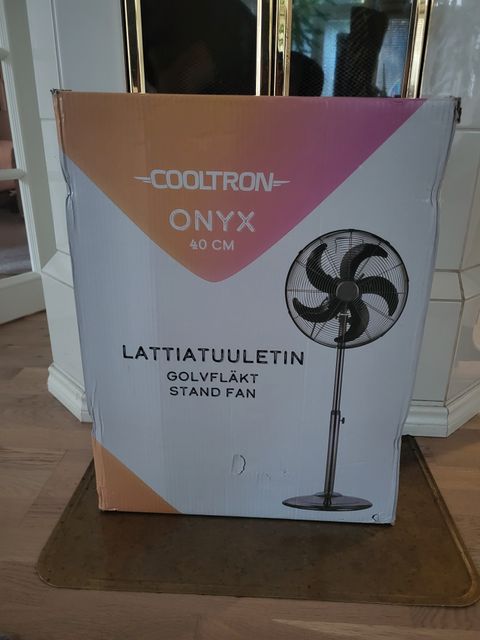 COOLTRON
ONYX
40 CM
LATTIATUULETIN
GOLVFLÄKT
STAND FAN
D